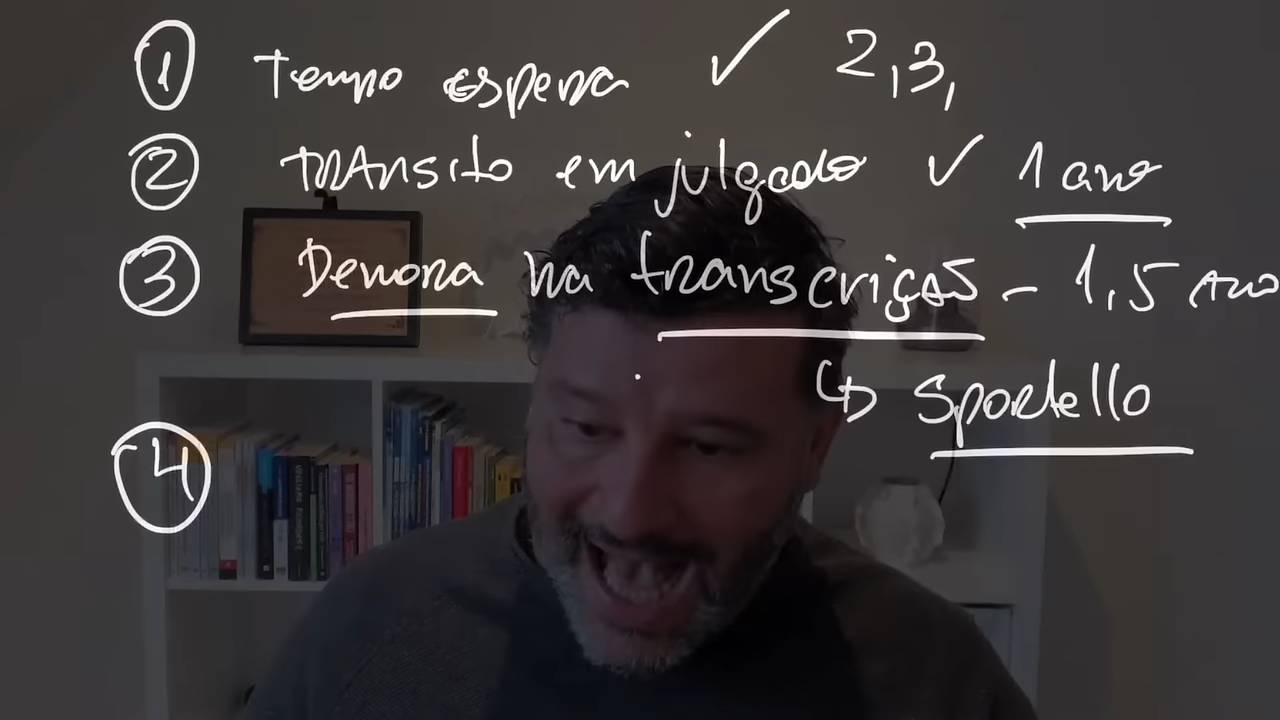 1 Tempo espera ✓ 2,3,
2 Trânsito em julgado ✓ 1 ano
3 Demora na transcrição - 1,5 Ano
↳ Sportello
4